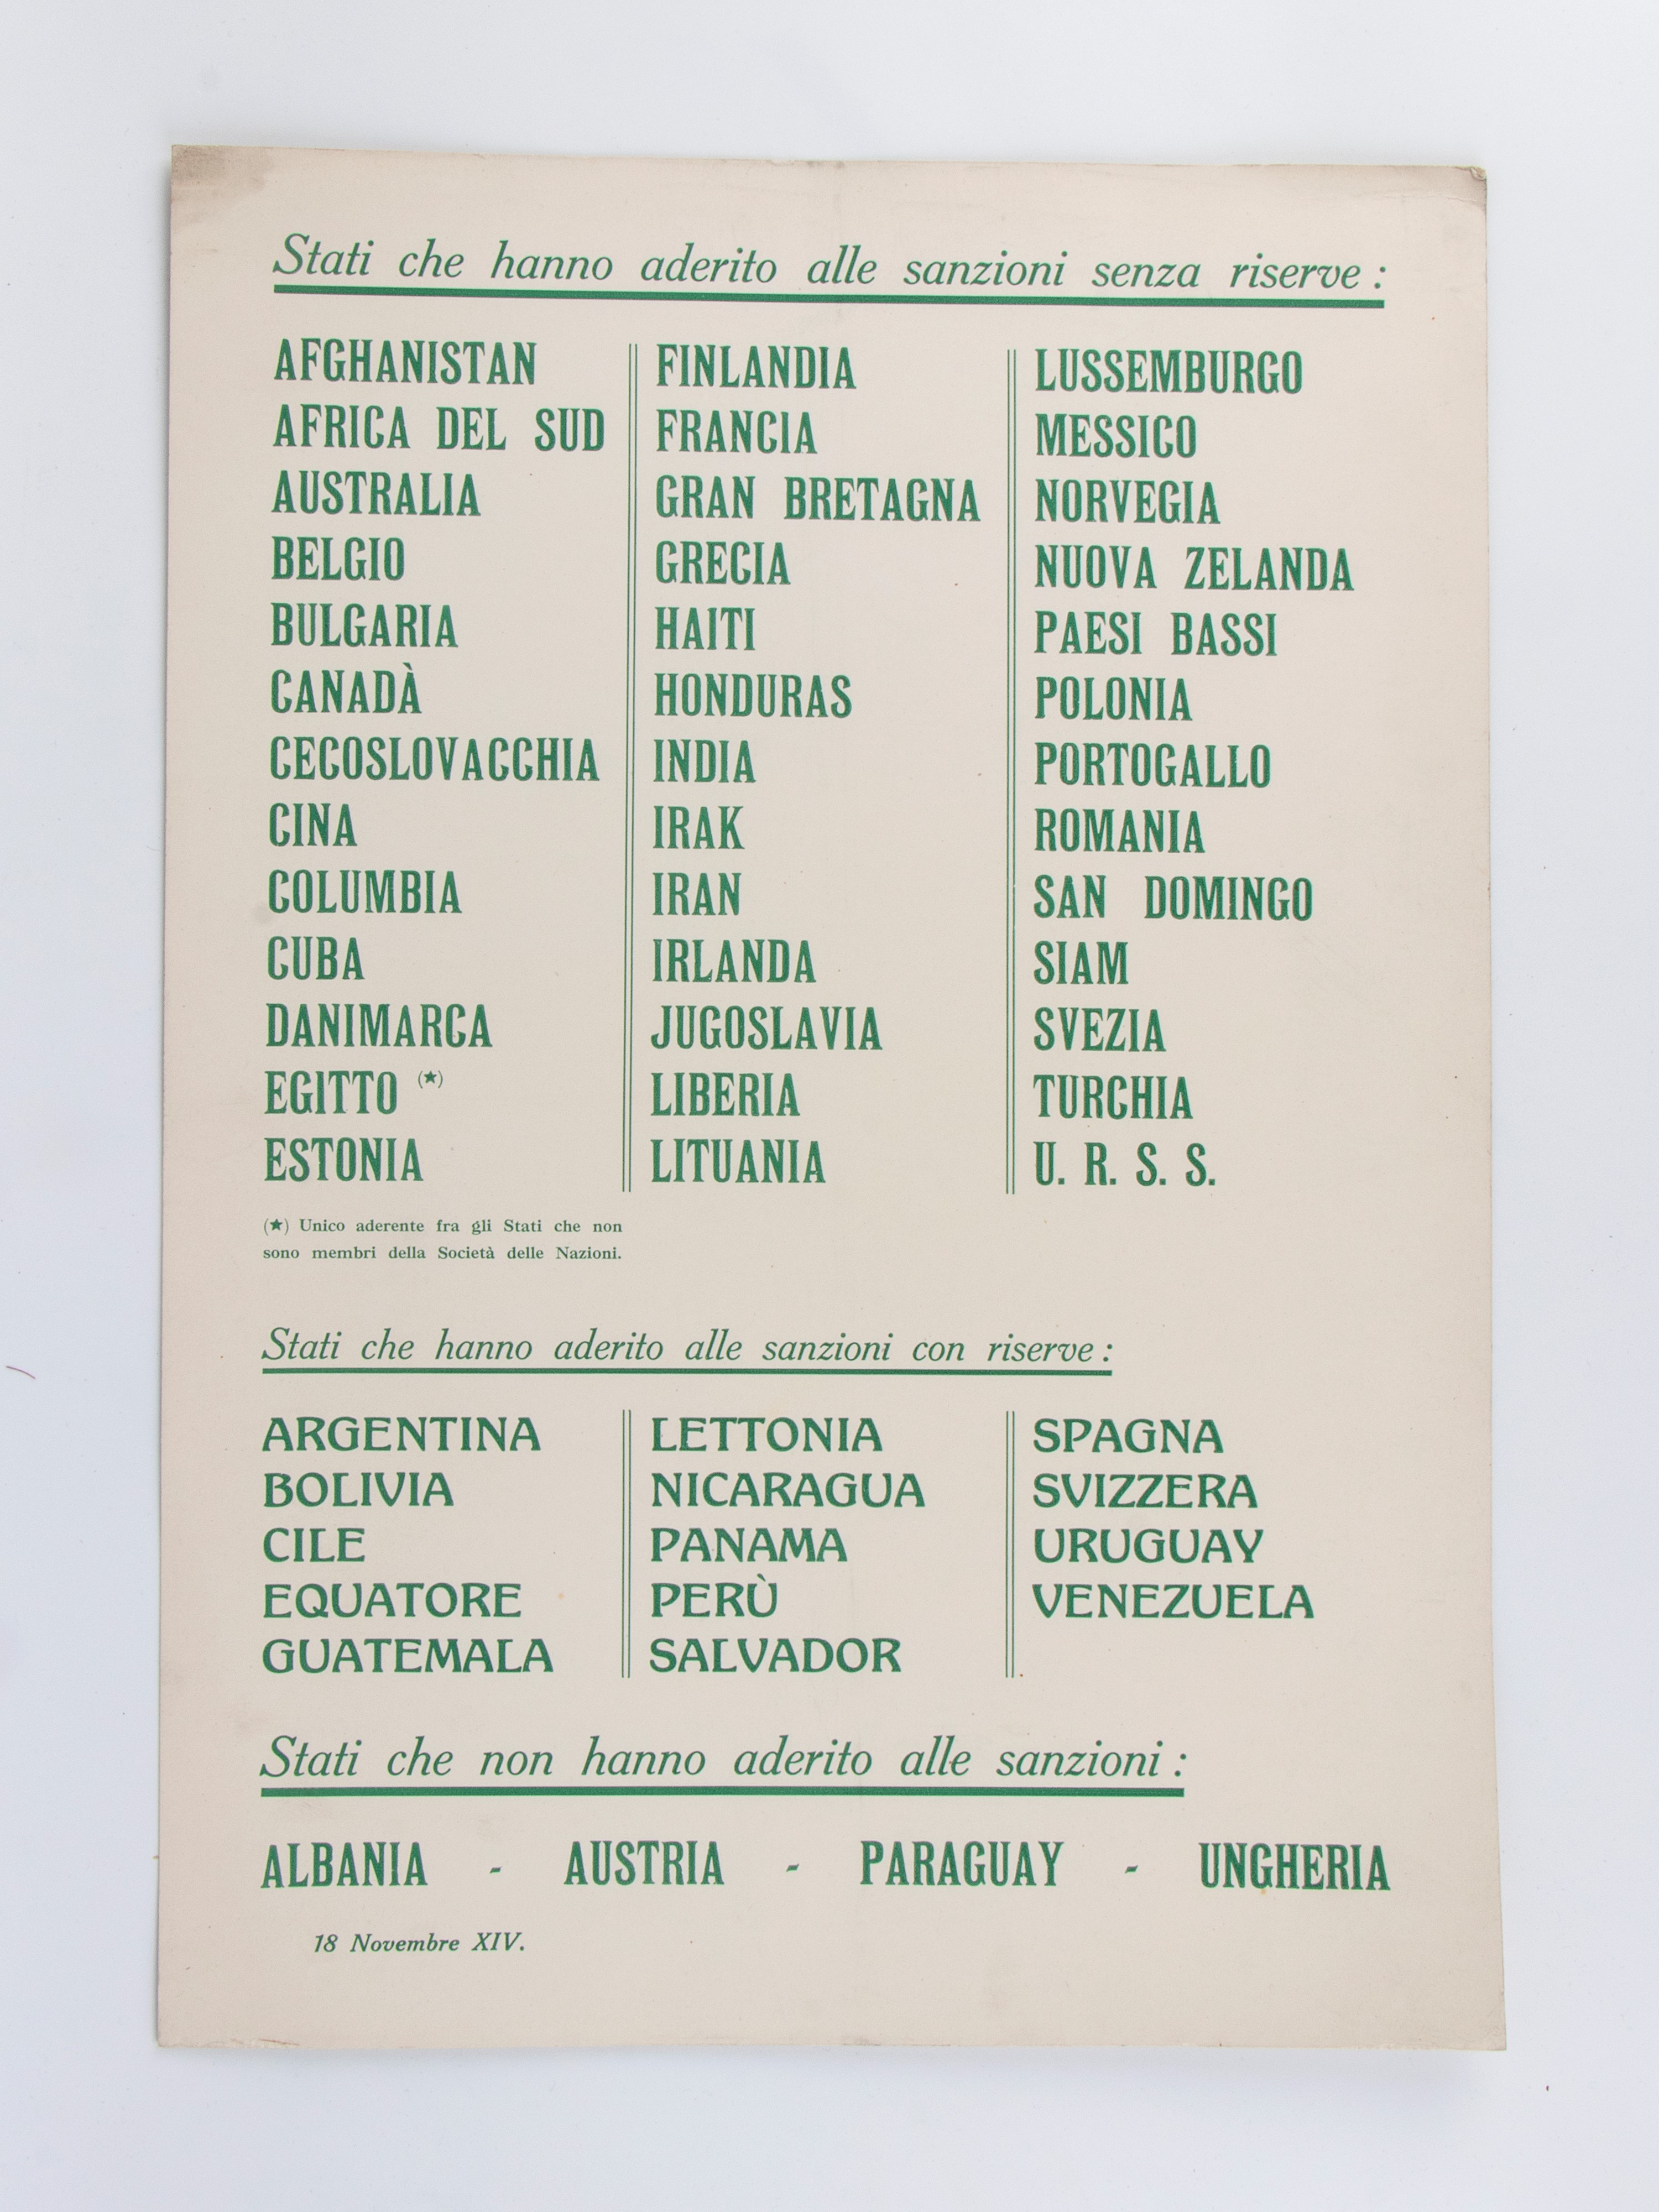 Stati che hanno aderito alle sanzioni senza riserve :
AFGHANISTAN
AFRICA DEL SUD
AUSTRALIA
BELGIO
BULGARIA
CANADÀ
CECOSLOVACCHIA
CINA
COLUMBIA
CUBA
DANIMARCA
EGITTO (★)
ESTONIA
(★) Unico aderente fra gli Stati che non
sono membri della Società delle Nazioni.
FINLANDIA
FRANCIA
GRAN BRETAGNA
GRECIA
HAITI
HONDURAS
INDIA
IRAK
IRAN
IRLANDA
JUGOSLAVIA
LIBERIA
LITUANIA
LUSSEMBURGO
MESSICO
NORVEGIA
NUOVA ZELANDA
PAESI BASSI
POLONIA
PORTOGALLO
ROMANIA
SAN DOMINGO
SIAM
SVEZIA
TURCHIA
U. R. S. S.
Stati che hanno aderito alle sanzioni con riserve :
ARGENTINA
BOLIVIA
CILE
EQUATORE
GUATEMALA
LETTONIA
NICARAGUA
PANAMA
PERÙ
SALVADOR
SPAGNA
SVIZZERA
URUGUAY
VENEZUELA
Stati che non hanno aderito alle sanzioni :
ALBANIA - AUSTRIA - PARAGUAY - UNGHERIA
18 Novembre XIV.